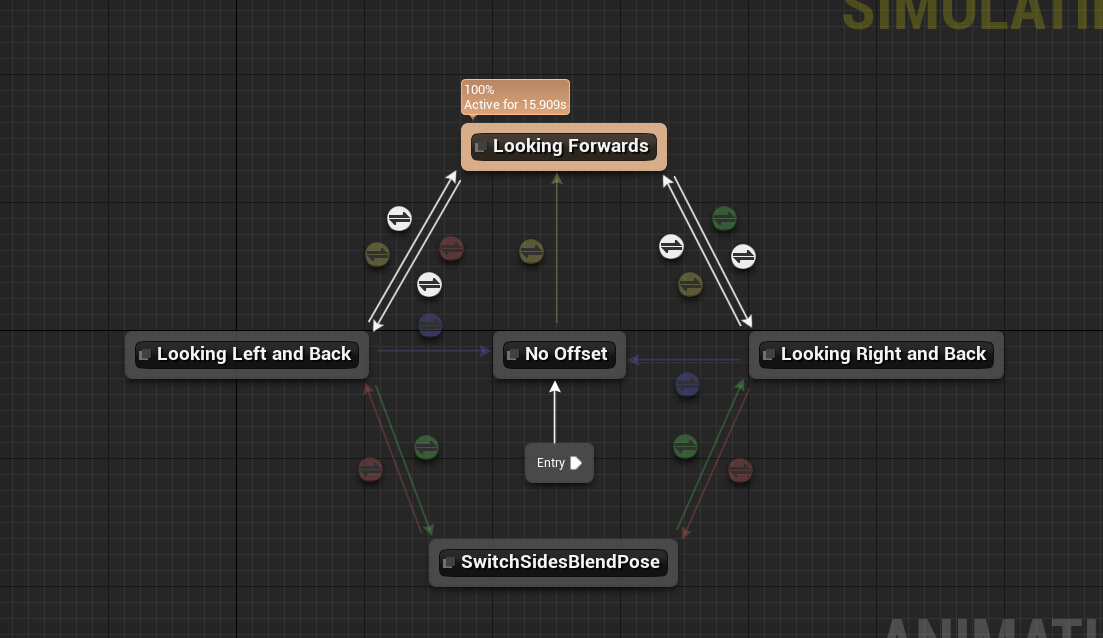 SIMULATI
100%
Active for 15.909s
Looking Forwards
Looking Left and Back
No Offset
Looking Right and Back
Entry
SwitchSidesBlendPose
ANIMATI